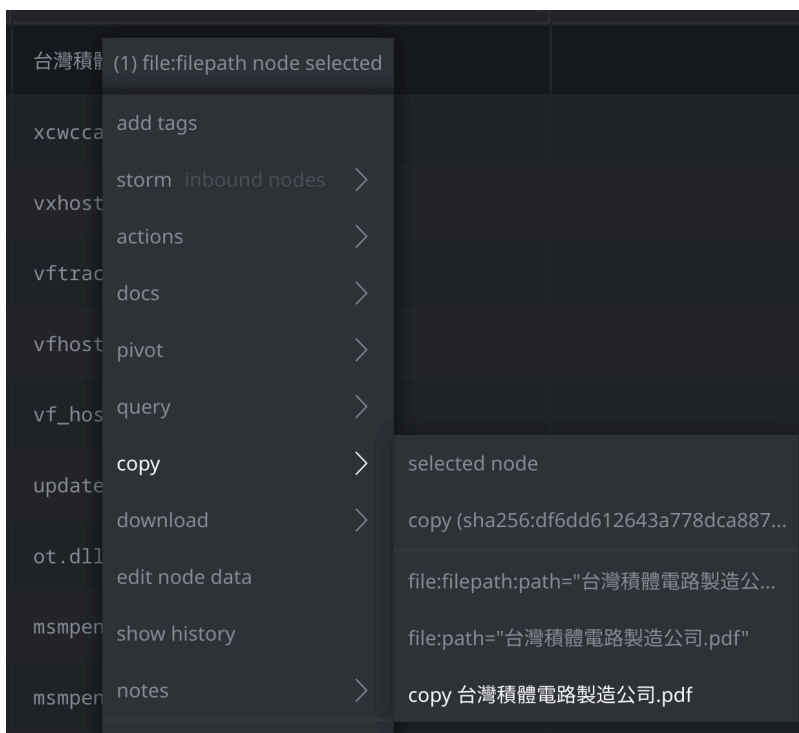 台灣積體
(1) file:filepath node selected
add tags
xcwcca
storm inbound nodes
vxhost
actions
vftrac
docs
vfhost
pivot
vf_hos
query
copy
selected node
update
download
copy (sha256:df6dd612643a778dca887...
ot.dll
edit node data
file:filepath:path="台灣積體電路製造公...
msmpen
show history
file:path="台灣積體電路製造公司.pdf"
msmpen
notes
copy 台灣積體電路製造公司.pdf